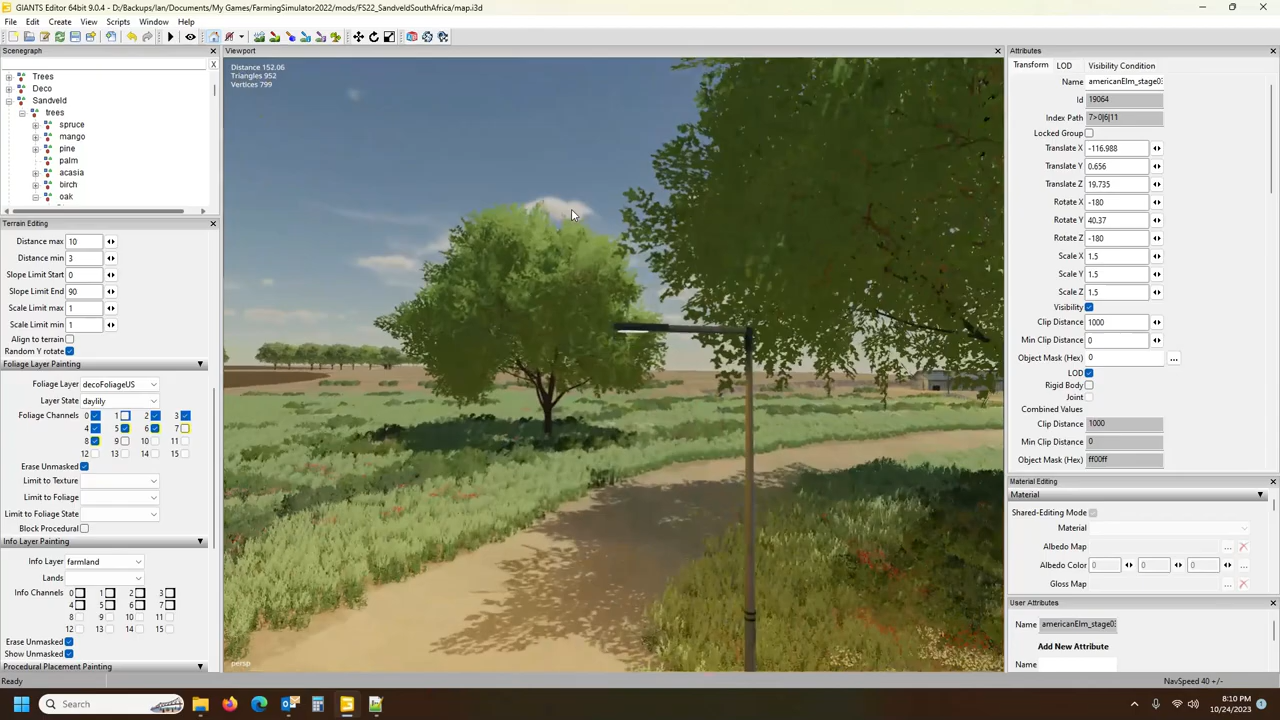 GIANTS Editor 64bit 9.0.4 - D:/Backups/Ian/Documents/My Games/FarmingSimulator2022/mods/FS22_SandveldSouthAfrica/map.i3d
File Edit Create View Scripts Window Help
Scenegraph
Viewport
Attributes
X
Trees
Deco
Sandveld
trees
spruce
mango
pine
palm
acasia
birch
oak
Distance 152.06
Triangles 952
Vertices 799
persp
Transform LOD Visibility Condition
Name americanElm_stage03
Id 19064
Index Path 7>0|6|11
Locked Group
Translate X -116.988
Translate Y 0.656
Translate Z 19.735
Rotate X -180
Rotate Y 40.37
Rotate Z -180
Scale X 1.5
Scale Y 1.5
Scale Z 1.5
Visibility
Clip Distance 1000
Min Clip Distance 0
Object Mask (Hex) 0 ...
LOD
Rigid Body
Joint
Combined Values
Clip Distance 1000
Min Clip Distance 0
Object Mask (Hex) ff00ff
Terrain Editing
Distance max 10
Distance min 3
Slope Limit Start 0
Slope Limit End 90
Scale Limit max 1
Scale Limit min 1
Align to terrain
Random Y rotate
Foliage Layer Painting
Foliage Layer decoFoliageUS
Layer State daylily
Foliage Channels 0 1 2 3
4 5 6 7
8 9 10 11
12 13 14 15
Erase Unmasked
Limit to Texture
Limit to Foliage
Limit to Foliage State
Block Procedural
Info Layer Painting
Info Layer farmland
Lands
Info Channels 0 1 2 3
4 5 6 7
8 9 10 11
12 13 14 15
Erase Unmasked
Show Unmasked
Procedural Placement Painting
Material Editing
Material
Shared-Editing Mode
Material
Albedo Map ...
Albedo Color 0 0 0 ...
Gloss Map ...
User Attributes
Name americanElm_stage03
Add New Attribute
Name
Ready
NavSpeed 40 +/-
Search
8:10 PM
10/24/2023